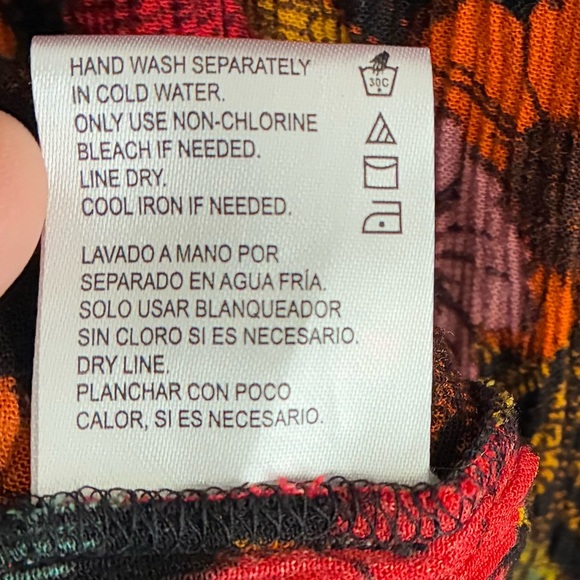 HAND WASH SEPARATELY
IN COLD WATER.
ONLY USE NON-CHLORINE
BLEACH IF NEEDED.
LINE DRY.
COOL IRON IF NEEDED.
30C
LAVADO A MANO POR
SEPARADO EN AGUA FRÍA.
SOLO USAR BLANQUEADOR
SIN CLORO SI ES NECESARIO.
DRY LINE.
PLANCHAR CON POCO
CALOR, SI ES NECESARIO.